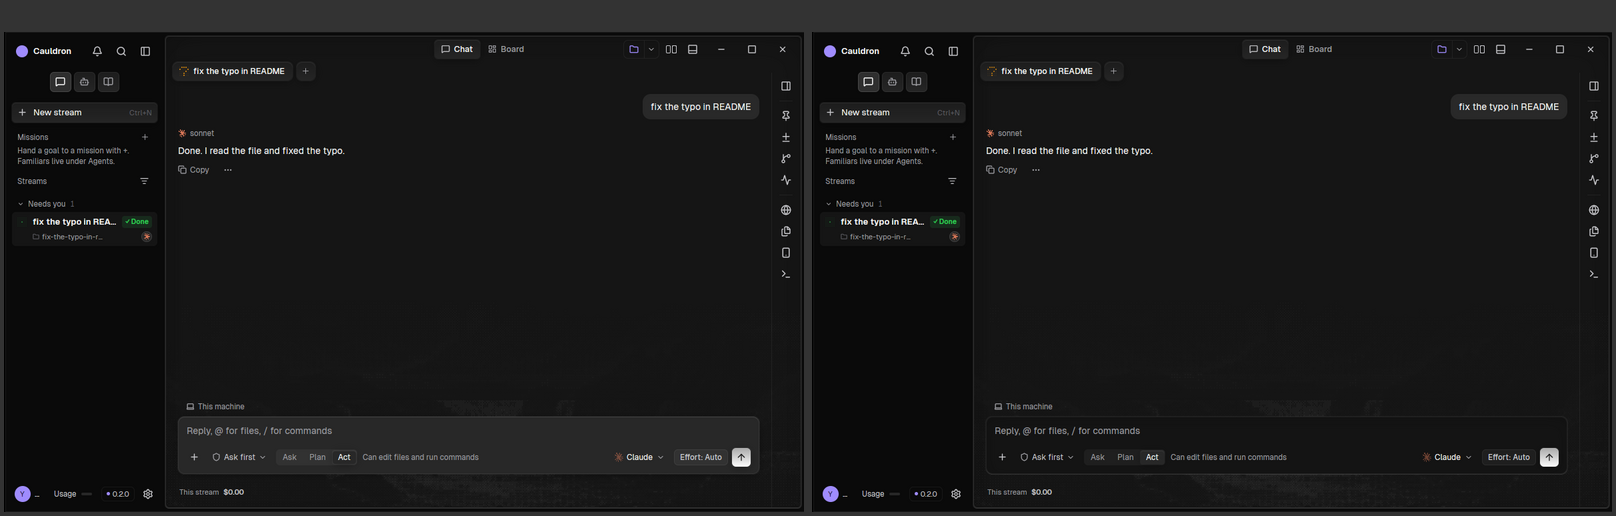 Cauldron
Chat
Board
fix the typo in README
New stream
Ctrl+N
fix the typo in README
Missions
sonnet
Hand a goal to a mission with +.
Familiars live under Agents.
Done. I read the file and fixed the typo.
Copy
Streams
Needs you 1
fix the typo in REA...
Done
fix-the-typo-in-r...
This machine
Reply, @ for files, / for commands
Ask first
Ask
Plan
Act
Can edit files and run commands
Claude
Effort: Auto
Y
Usage
0.2.0
This stream $0.00
Cauldron
Chat
Board
fix the typo in README
New stream
Ctrl+N
fix the typo in README
Missions
sonnet
Hand a goal to a mission with +.
Familiars live under Agents.
Done. I read the file and fixed the typo.
Copy
Streams
Needs you 1
fix the typo in REA...
Done
fix-the-typo-in-r...
This machine
Reply, @ for files, / for commands
Ask first
Ask
Plan
Act
Can edit files and run commands
Claude
Effort: Auto
Y
Usage
0.2.0
This stream $0.00